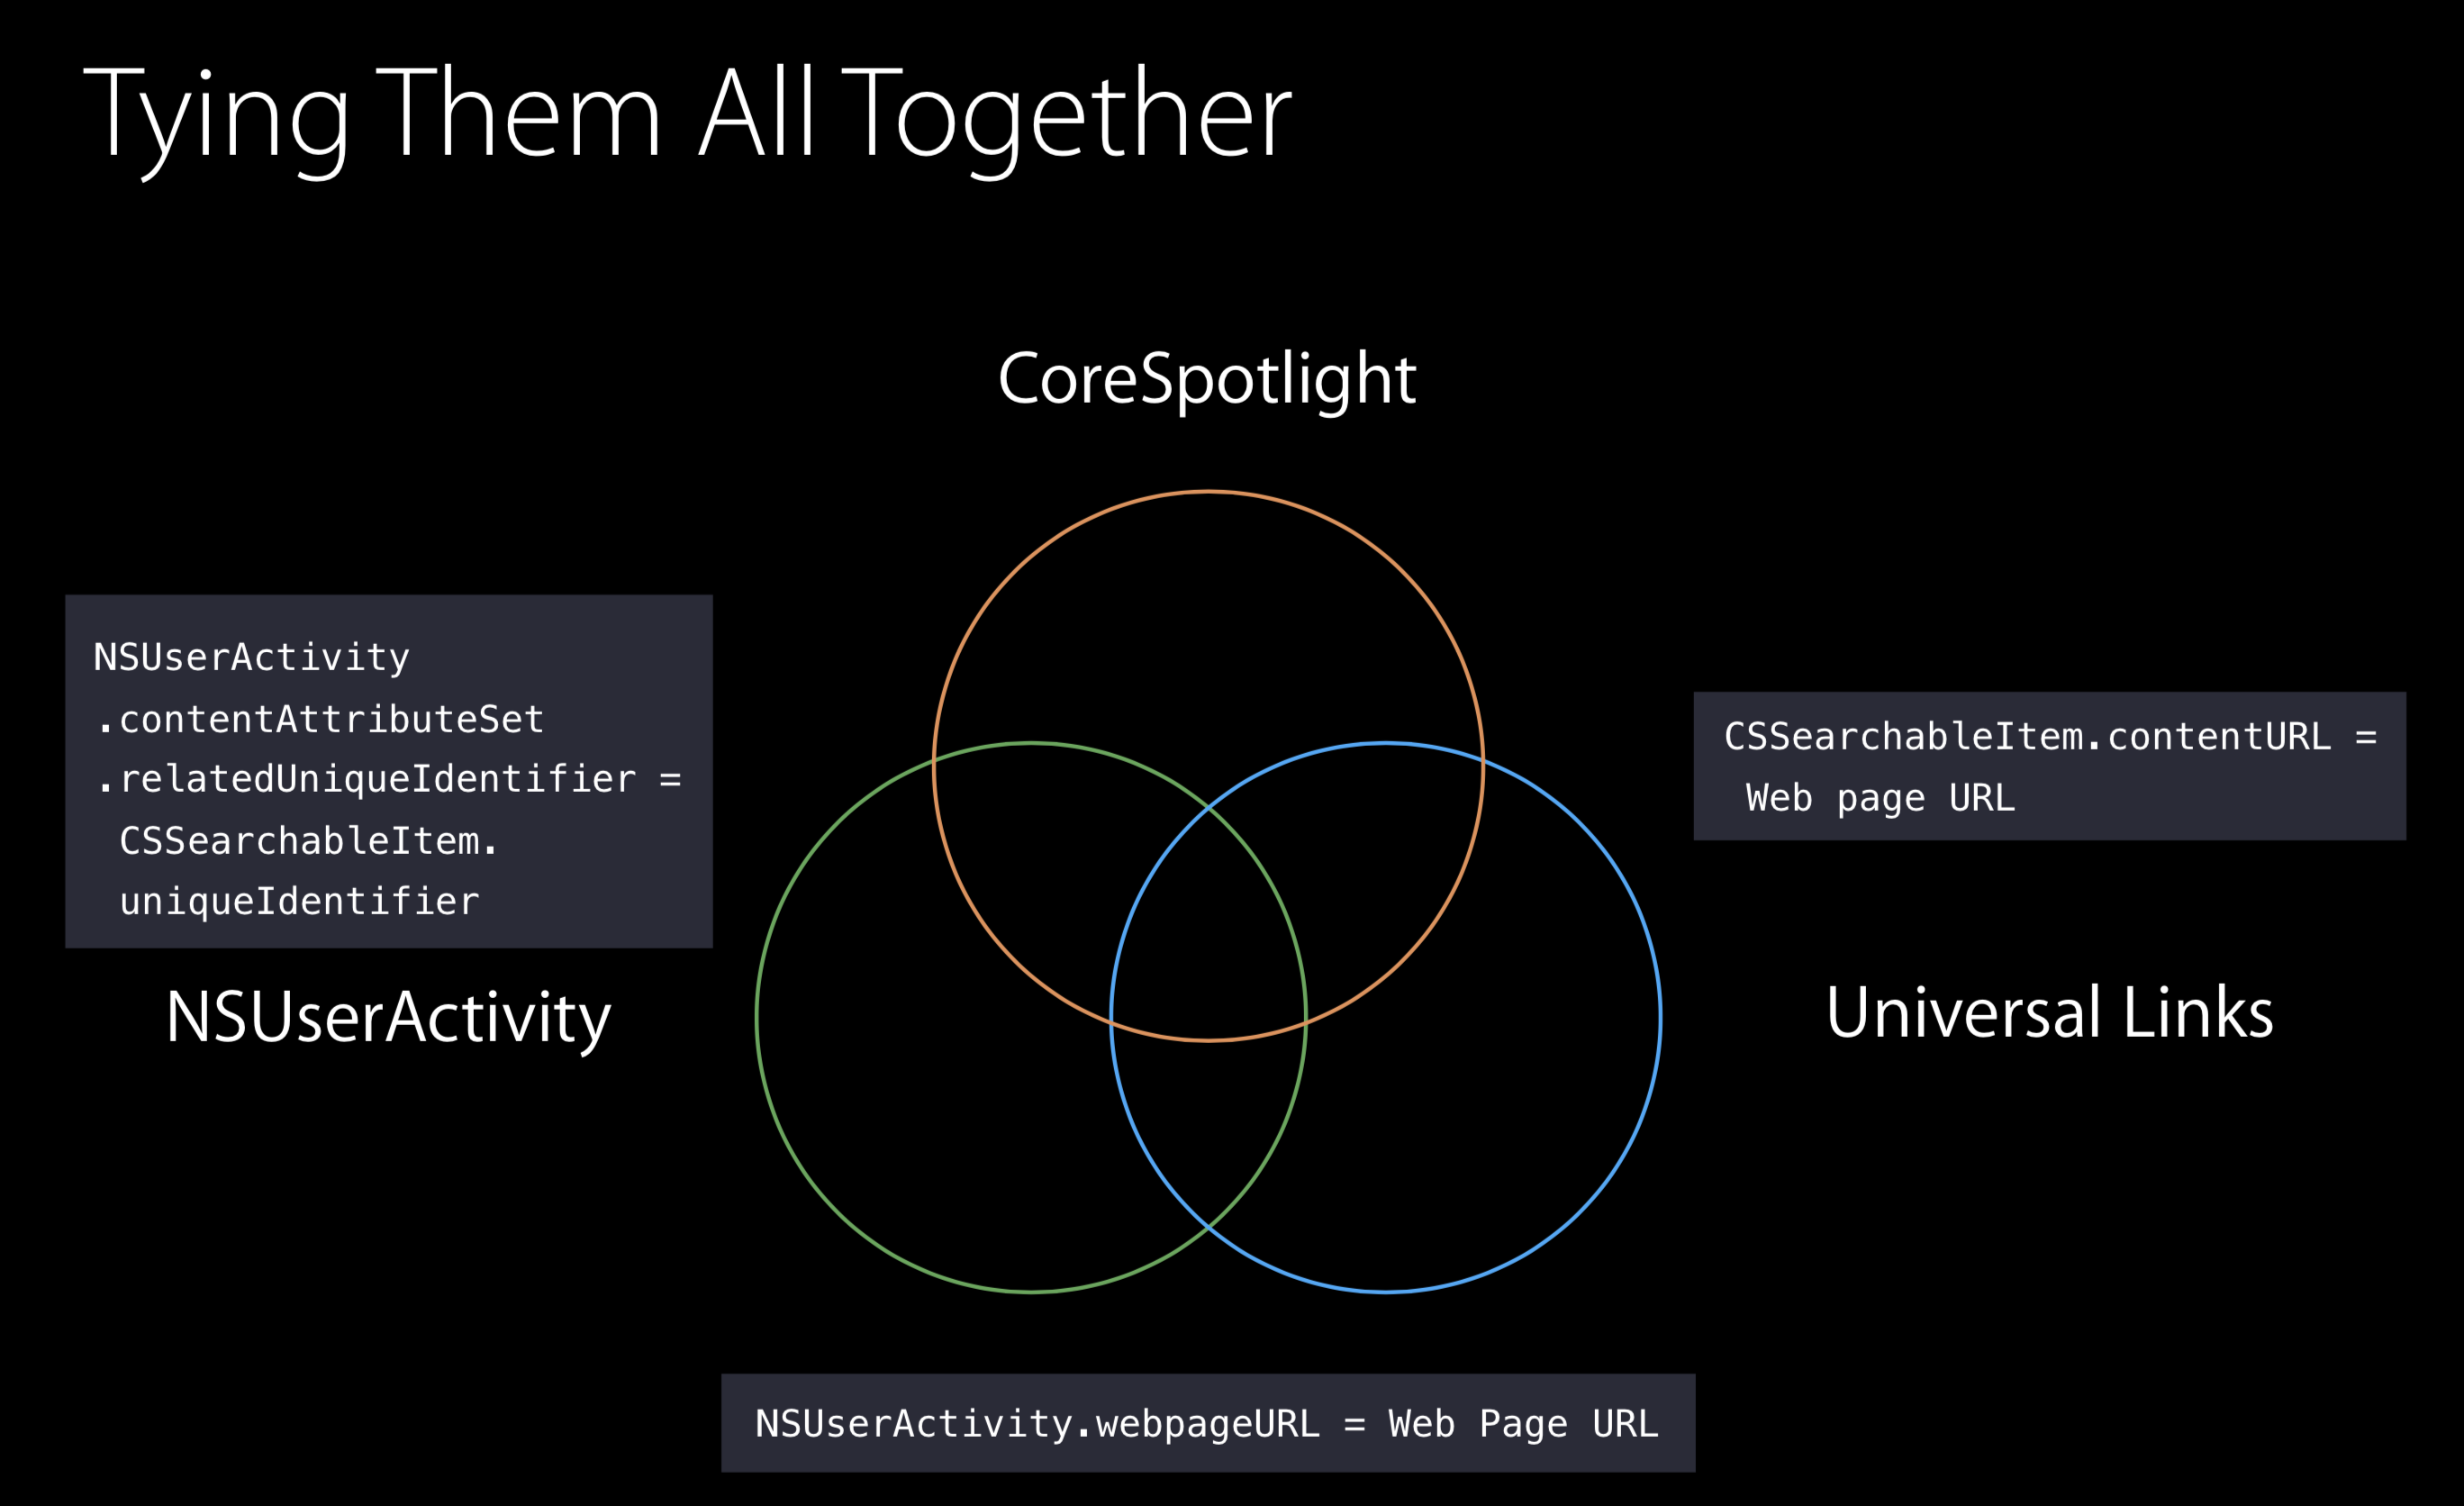 Tying Them All Together
CoreSpotlight
NSUserActivity
.contentAttributeSet
.relatedUniqueIdentifier =
CSSearchableItem.
uniqueIdentifier
CSSearchableItem.contentURL =
Web page URL
NSUserActivity
Universal Links
NSUserActivity.webpageURL = Web Page URL